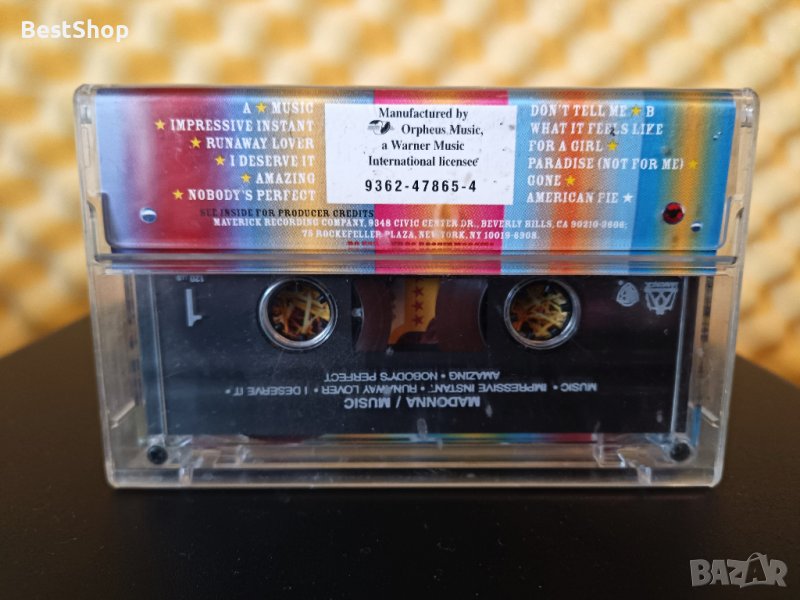 BestShop
A ★ MUSIC
★ IMPRESSIVE INSTANT
★ RUNAWAY LOVER
★ I DESERVE IT
★ AMAZING
★ NOBODY'S PERFECT
Manufactured by
Orpheus Music,
a Warner Music
International licensee
9362-47865-4
DON'T TELL ME ★ B
WHAT IT FEELS LIKE
FOR A GIRL ★
PARADISE (NOT FOR ME) ★
GONE ★
AMERICAN PIE ★
SEE INSIDE FOR PRODUCER CREDITS
MAVERICK RECORDING COMPANY, 9348 CIVIC CENTER DR., BEVERLY HILLS, CA 90210-3606;
75 ROCKEFELLER PLAZA, NEW YORK, NY 10019-6908.
1
MADONNA / MUSIC
MUSIC • IMPRESSIVE INSTANT • RUNAWAY LOVER • I DESERVE IT •
AMAZING • NOBODY'S PERFECT
BAZAR